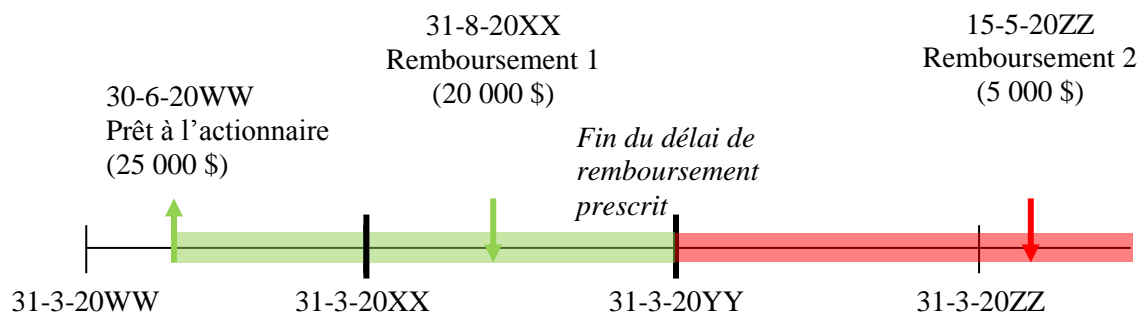 31-8-20XX
Remboursement 1
(20 000 $)
15-5-20ZZ
Remboursement 2
(5 000 $)
30-6-20WW
Prêt à l’actionnaire
(25 000 $)
Fin du délai de
remboursement
prescrit
31-3-20WW
31-3-20XX
31-3-20YY
31-3-20ZZ